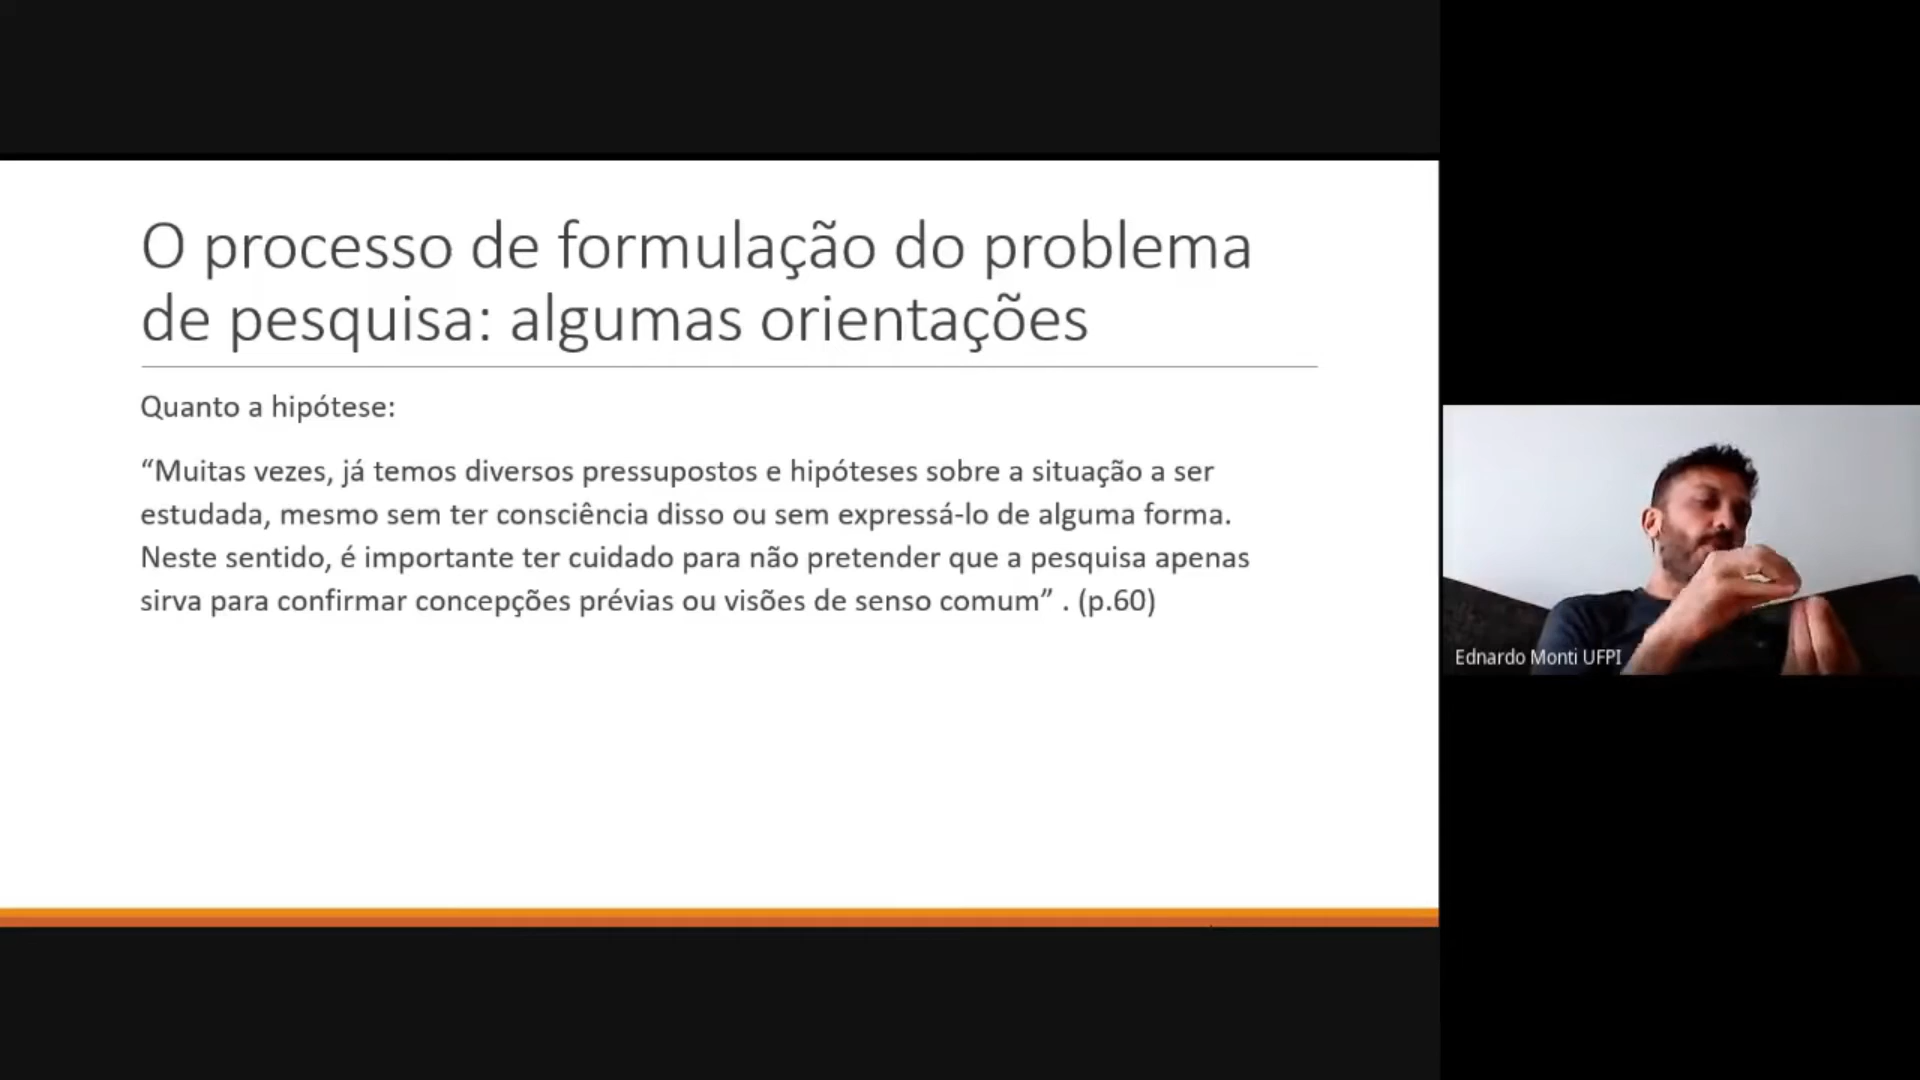 O processo de formulação do problema
de pesquisa: algumas orientações
Quanto a hipótese:
“Muitas vezes, já temos diversos pressupostos e hipóteses sobre a situação a ser
estudada, mesmo sem ter consciência disso ou sem expressá-lo de alguma forma.
Neste sentido, é importante ter cuidado para não pretender que a pesquisa apenas
sirva para confirmar concepções prévias ou visões de senso comum” . (p.60)
Ednardo Monti UFPI